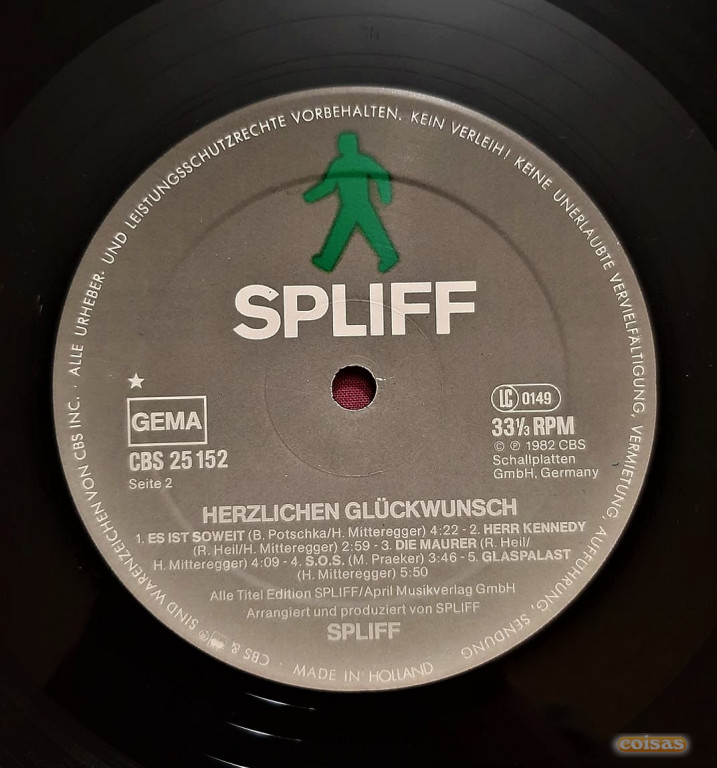 ALLE URHEBER- UND LEISTUNGSSCHUTZRECHTE VORBEHALTEN. KEIN VERLEIH! KEINE UNERLAUBTE VERVIELFÄLTIGUNG, VERMIETUNG, AUFFÜHRUNG, SENDUNG
SPLIFF
GEMA
LC 0149
CBS 25 152
33⅓ RPM
Seite 2
© ℗ 1982 CBS
Schallplatten
GmbH, Germany
HERZLICHEN GLÜCKWUNSCH
1. ES IST SOWEIT (B. Potschka/H. Mitteregger) 4:22 - 2. HERR KENNEDY
(R. Heil/H. Mitteregger) 2:59 - 3. DIE MAURER (R. Heil/
H. Mitteregger) 4:09 - 4. S.O.S. (M. Praeker) 3:46 - 5. GLASPALAST
(H. Mitteregger) 5:50
Alle Titel Edition SPLIFF/April Musikverlag GmbH
Arrangiert und produziert von SPLIFF
SPLIFF
CBS & ® SIND WARENZEICHEN VON CBS INC.
MADE IN HOLLAND
coisas